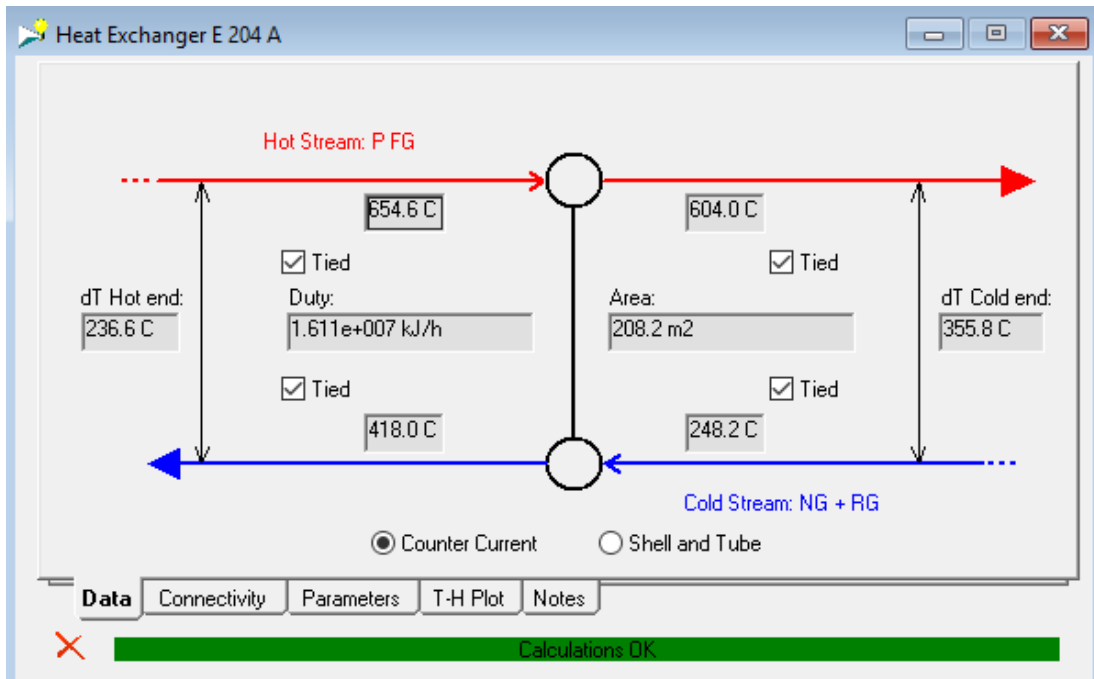 Heat Exchanger E 204 A
Hot Stream: P FG
654.6 C
604.0 C
Tied
Tied
dT Hot end:
Duty:
Area:
dT Cold end:
236.6 C
1.611e+007 kJ/h
208.2 m2
355.8 C
Tied
Tied
418.0 C
248.2 C
Cold Stream: NG + RG
Counter Current
Shell and Tube
Data
Connectivity
Parameters
T-H Plot
Notes
Calculations OK